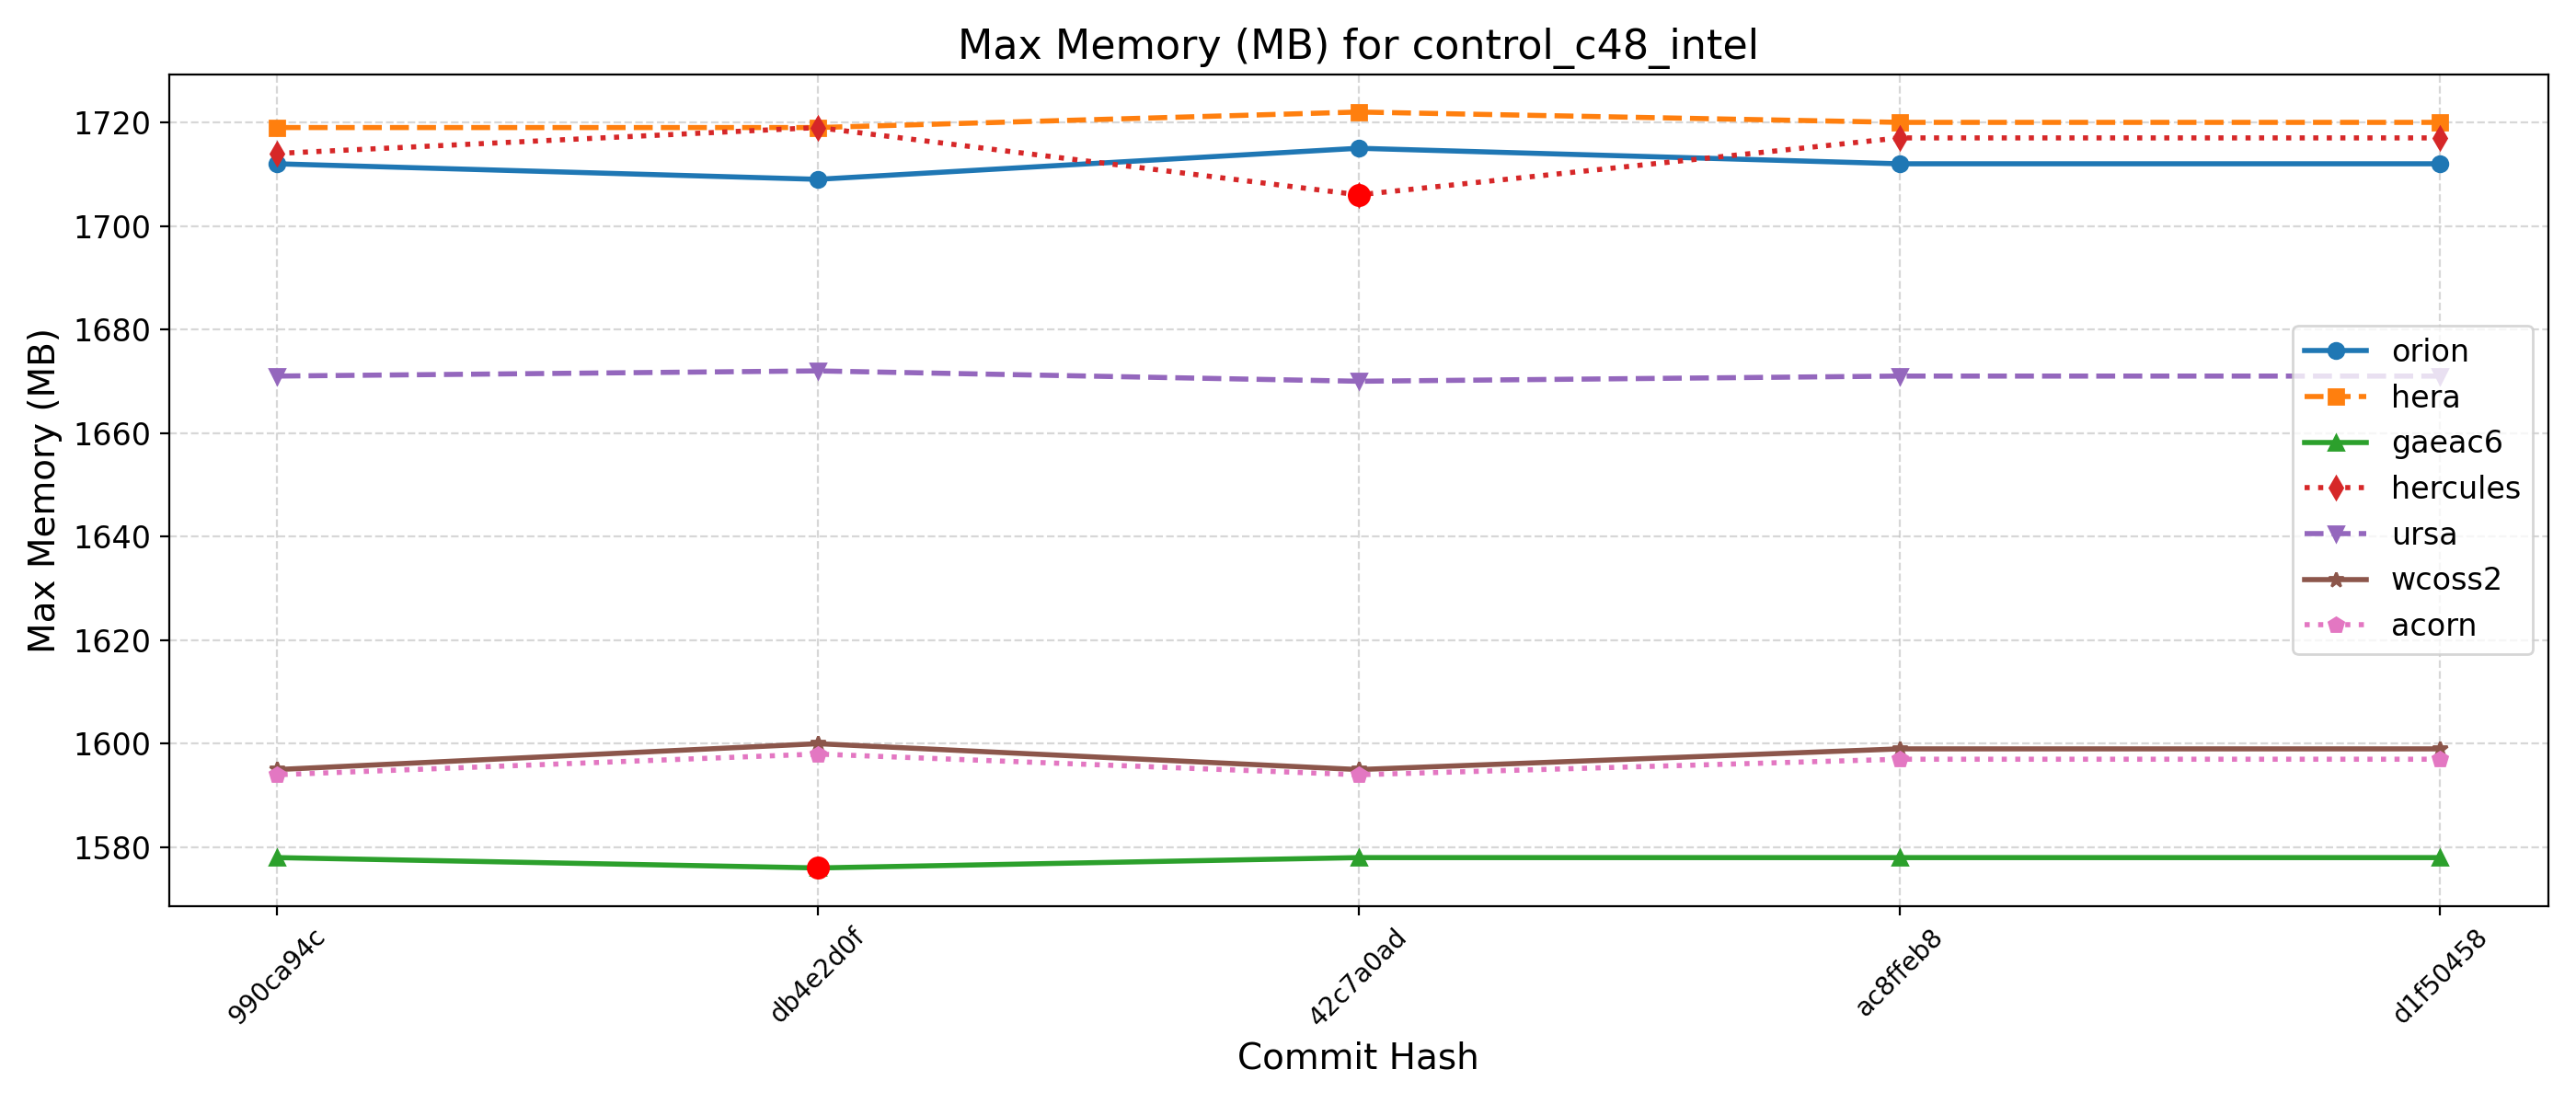 Max Memory (MB) for control_c48_intel
Max Memory (MB)
1720
1700
1680
1660
1640
1620
1600
1580
orion
hera
gaeac6
hercules
ursa
wcoss2
acorn
990ca94c
db4e2d0f
42c7a0ad
ac8ffeb8
d1f50458
Commit Hash